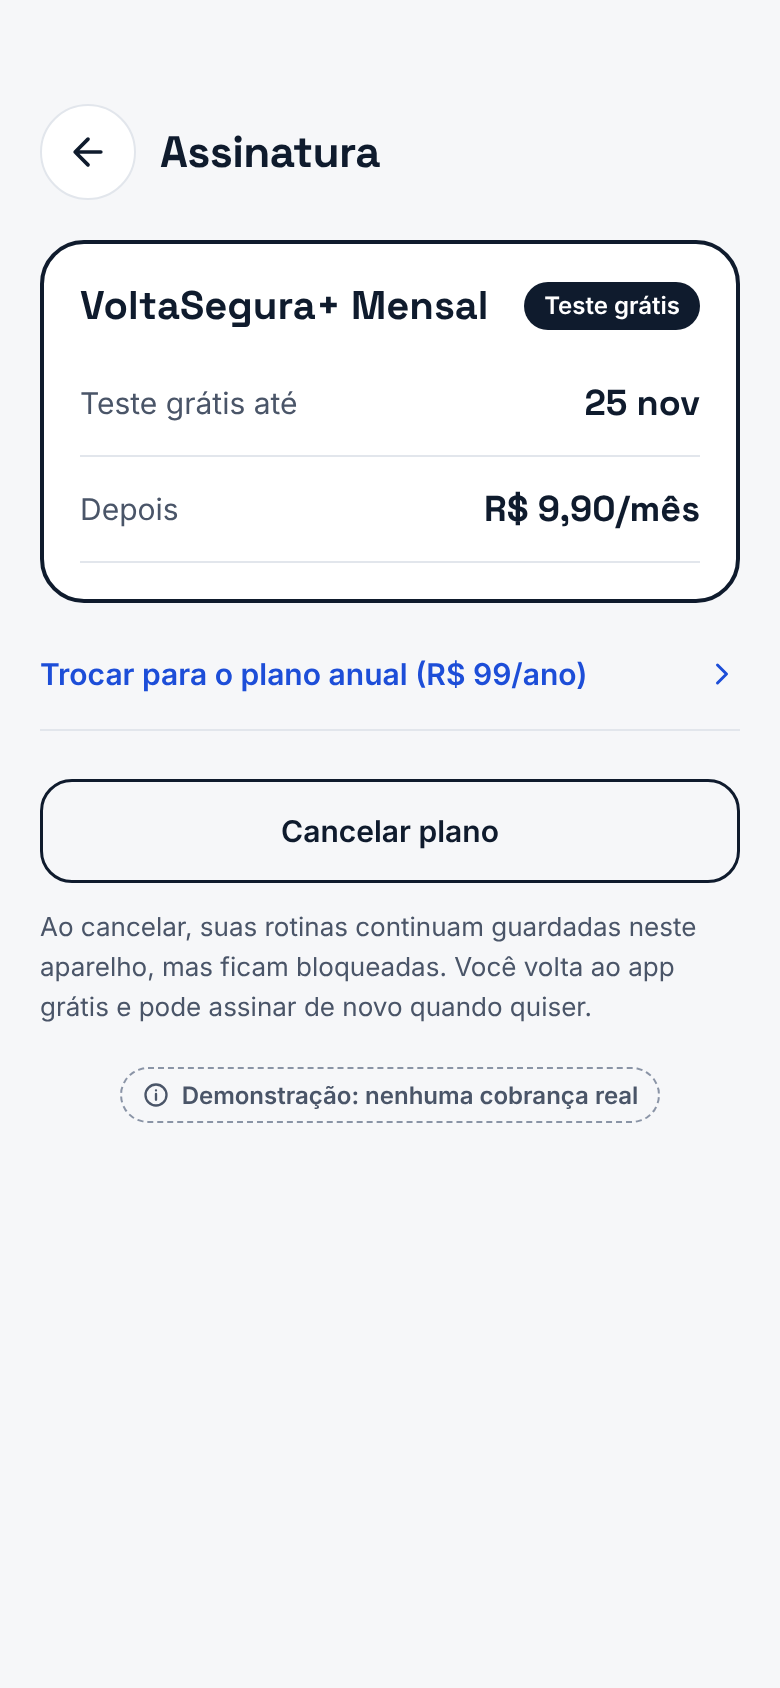 Assinatura
VoltaSegura+ Mensal
Teste grátis
Teste grátis até
25 nov
Depois
R$ 9,90/mês
Trocar para o plano anual (R$ 99/ano)
Cancelar plano
Ao cancelar, suas rotinas continuam guardadas neste
aparelho, mas ficam bloqueadas. Você volta ao app
grátis e pode assinar de novo quando quiser.
Demonstração: nenhuma cobrança real